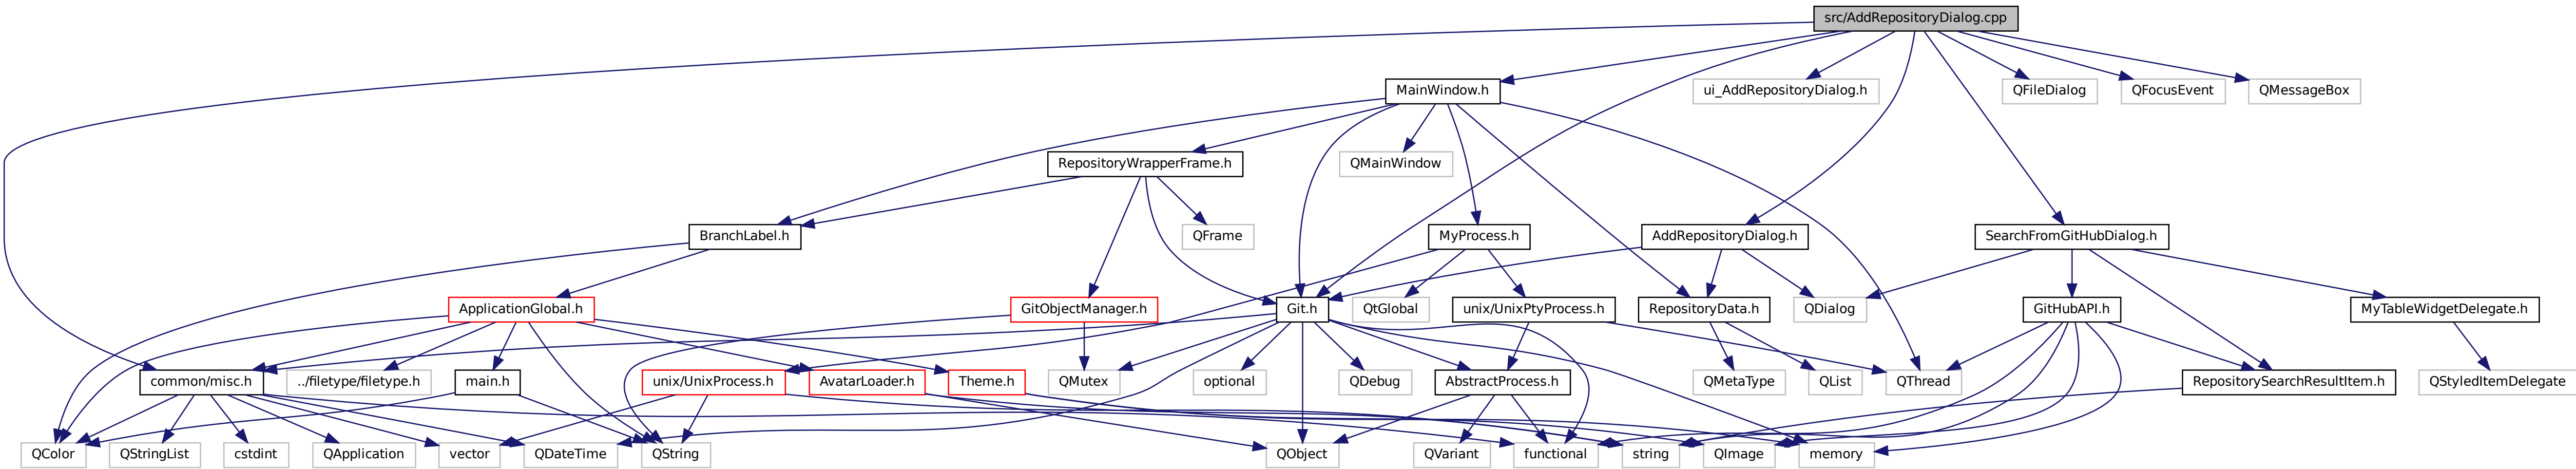 src/AddRepositoryDialog.cpp
MainWindow.h
ui_AddRepositoryDialog.h
QFileDialog
QFocusEvent
QMessageBox
RepositoryWrapperFrame.h
QMainWindow
BranchLabel.h
QFrame
MyProcess.h
AddRepositoryDialog.h
SearchFromGitHubDialog.h
ApplicationGlobal.h
GitObjectManager.h
Git.h
QtGlobal
unix/UnixPtyProcess.h
RepositoryData.h
QDialog
GitHubAPI.h
MyTableWidgetDelegate.h
common/misc.h
../filetype/filetype.h
main.h
unix/UnixProcess.h
AvatarLoader.h
Theme.h
QMutex
optional
QDebug
AbstractProcess.h
QMetaType
QList
QThread
RepositorySearchResultItem.h
QStyledItemDelegate
QColor
QStringList
cstdint
QApplication
vector
QDateTime
QString
QObject
QVariant
functional
string
QImage
memory